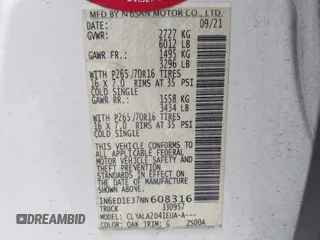 MFD BY NISSAN MOTOR CO., LTD.
DATE: 09/21
GVWR: 2727 KG
6012 LB
GAWR FR.: 1495 KG
3296 LB
WITH P265/70R16 TIRES
16 X 7.0 RIMS AT 35 PSI
COLD SINGLE
GAWR RR.: 1558 KG
3434 LB
WITH P265/70R16 TIRES
16 X 7.0 RIMS AT 35 PSI
COLD SINGLE
THIS VEHICLE CONFORMS TO ALL
APPLICABLE FEDERAL MOTOR
VEHICLE SAFETY STANDARDS IN
EFFECT ON THE DATE OF
MANUFACTURE SHOWN ABOVE.
1N6ED1EJ7NN608316
TRUCK 330957
MODEL: CLYALA2D41EUA-A---
COLOR: QAK TRIM: G 2S00A
© AUTOBIDMASTER